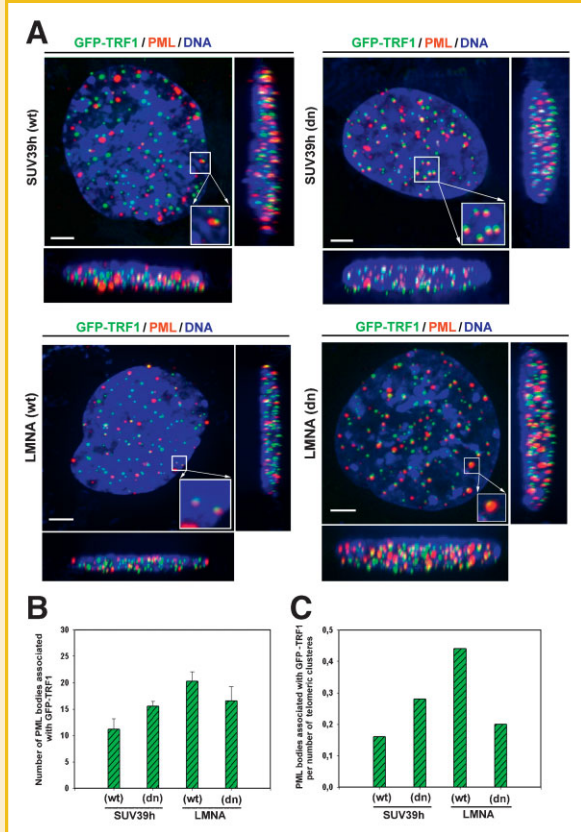 A
GFP-TRF1/PML/DNA
GFP-TRF1/PML/DNA
SUV39h (wt)
SUV39h (dn)
GFP-TRF1/PML/DNA
GFP-TRF1/PML/DNA
LMNA (wt)
LMNA (dn)
B
Number of PML bodies associated
with GFP-TRF1
30
25
20
15
10
5
0
(wt) (dn) (wt) (dn)
SUV39h LMNA
C
PML bodies associated with GFP -TRF1
per number of telomeric clusteres
0,5
0,4
0,3
0,2
0,1
0,0
(wt) (dn) (wt) (dn)
SUV39h LMNA